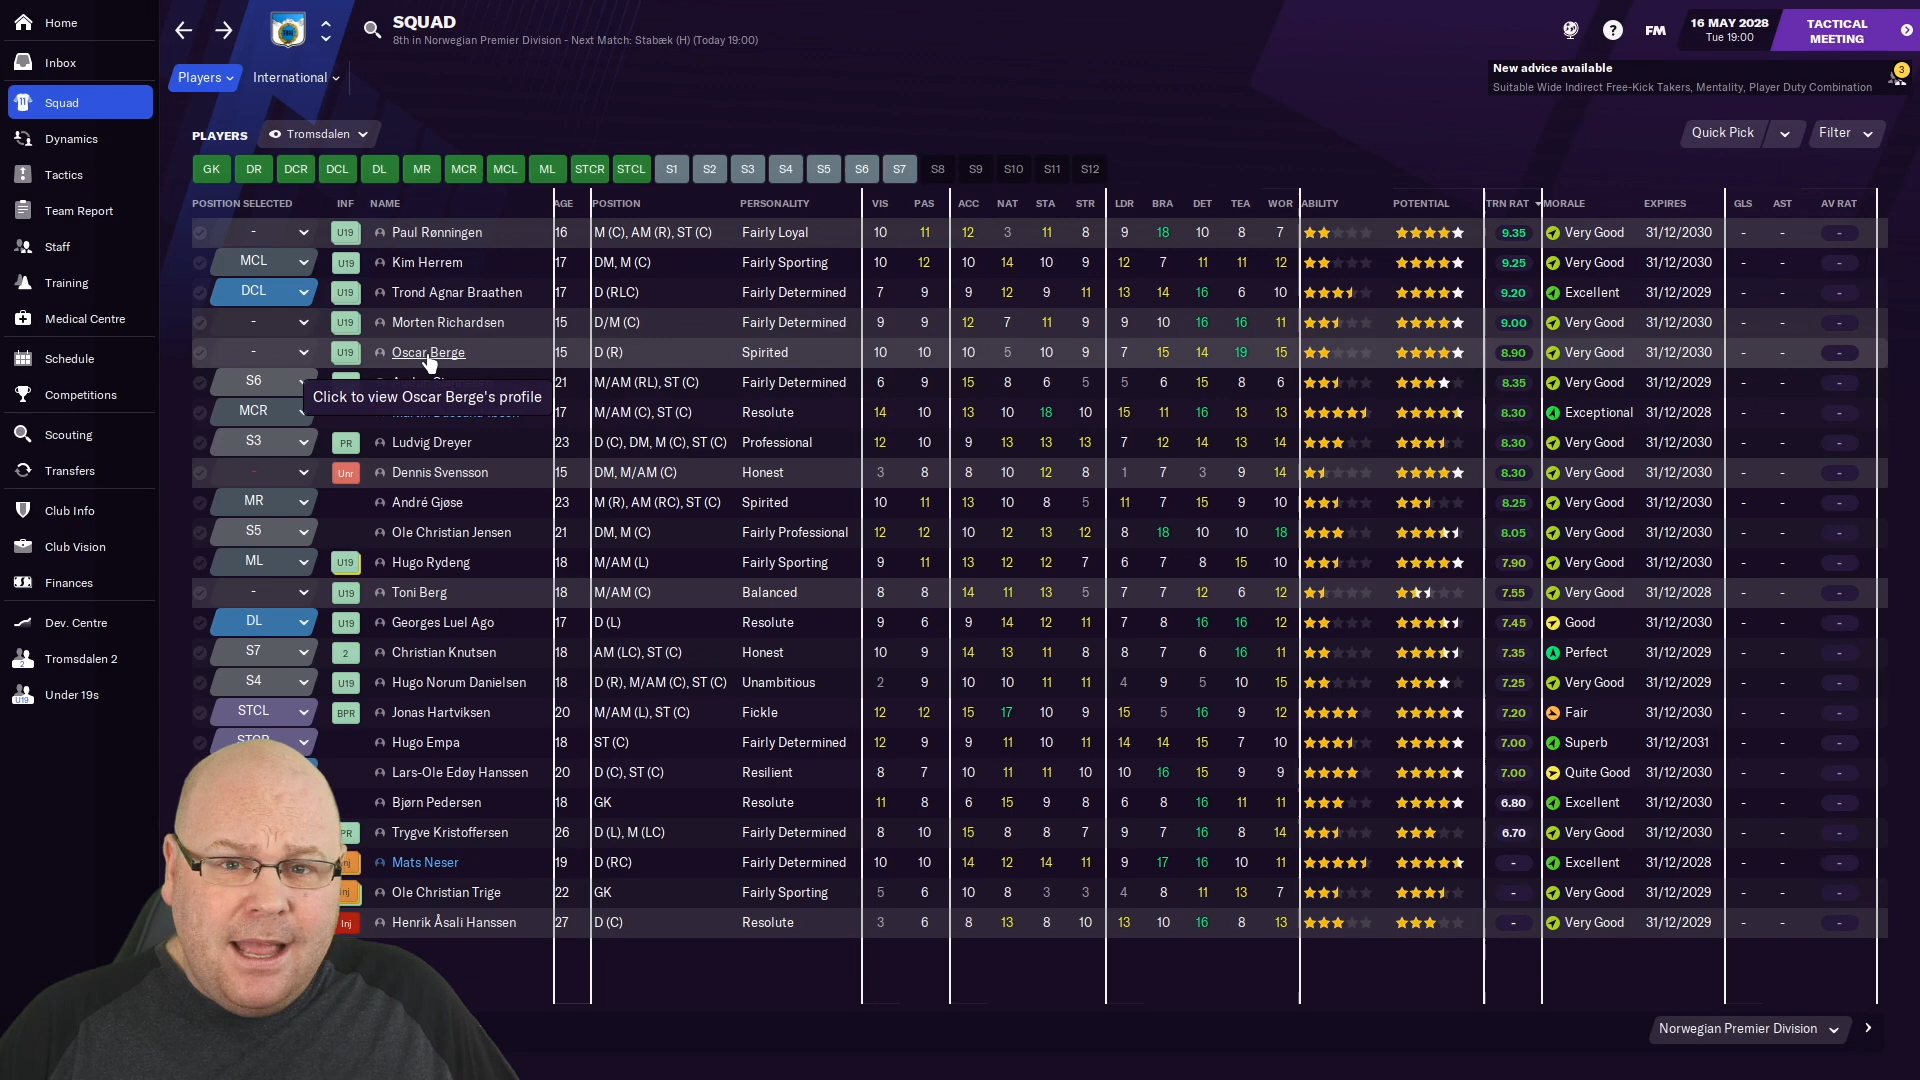 Home
Inbox
Squad
Dynamics
Tactics
Team Report
Staff
Training
Medical Centre
Schedule
Competitions
Scouting
Transfers
Club Info
Club Vision
Finances
Dev. Centre
Tromsdalen 2
Under 19s
SQUAD
8th in Norwegian Premier Division - Next Match: Stabæk (H) (Today 19:00)
FM
16 MAY 2028
Tue 19:00
TACTICAL MEETING
Players
International
New advice available 3
Suitable Wide Indirect Free-Kick Takers, Mentality, Player Duty Combination
PLAYERS Tromsdalen Quick Pick Filter
GK DR DCR DCL DL MR MCR MCL ML STCR STCL S1 S2 S3 S4 S5 S6 S7 S8 S9 S10 S11 S12
POSITION SELECTED INF NAME AGE POSITION PERSONALITY VIS PAS ACC NAT STA STR LDR BRA DET TEA WOR ABILITY POTENTIAL TRN RAT MORALE EXPIRES GLS AST AV RAT
- U19 Paul Rønningen 16 M (C), AM (R), ST (C) Fairly Loyal 10 11 12 3 11 8 9 18 10 8 7 9.35 Very Good 31/12/2030 - - -
MCL U19 Kim Herrem 17 DM, M (C) Fairly Sporting 10 12 10 14 10 9 12 7 11 11 12 9.25 Very Good 31/12/2030 - - -
DCL U19 Trond Agnar Braathen 17 D (RLC) Fairly Determined 7 9 9 12 9 11 13 14 16 6 10 9.20 Excellent 31/12/2029 - - -
- U19 Morten Richardsen 15 D/M (C) Fairly Determined 9 9 12 7 11 9 9 10 16 16 11 9.00 Very Good 31/12/2030 - - -
- U19 Oscar Berge 15 D (R) Spirited 10 10 10 5 10 9 7 15 14 19 15 8.90 Very Good 31/12/2030 - - -
S6 21 M/AM (RL), ST (C) Fairly Determined 6 9 15 8 6 5 5 6 15 8 6 8.35 Very Good 31/12/2029 - - -
Click to view Oscar Berge's profile
MCR 17 M/AM (C), ST (C) Resolute 14 10 13 10 18 10 15 11 16 13 13 8.30 Exceptional 31/12/2028 - - -
S3 PR Ludvig Dreyer 23 D (C), DM, M (C), ST (C) Professional 12 10 9 13 13 13 7 12 14 13 14 8.30 Very Good 31/12/2030 - - -
- Unr Dennis Svensson 15 DM, M/AM (C) Honest 3 8 8 10 12 8 1 7 3 9 14 8.30 Very Good 31/12/2030 - - -
MR André Gjøse 23 M (R), AM (RC), ST (C) Spirited 10 11 13 10 8 5 11 7 15 9 10 8.25 Very Good 31/12/2030 - - -
S5 Ole Christian Jensen 21 DM, M (C) Fairly Professional 12 12 10 12 13 12 8 18 10 10 18 8.05 Very Good 31/12/2030 - - -
ML U19 Hugo Rydeng 18 M/AM (L) Fairly Sporting 9 11 13 12 12 7 6 7 8 15 10 7.90 Very Good 31/12/2030 - - -
- U19 Toni Berg 18 M/AM (C) Balanced 8 8 14 11 13 5 7 7 12 6 12 7.55 Very Good 31/12/2028 - - -
DL U19 Georges Luel Ago 17 D (L) Resolute 9 6 9 14 12 11 7 8 16 16 12 7.45 Good 31/12/2030 - - -
S7 2 Christian Knutsen 18 AM (LC), ST (C) Honest 10 9 14 13 11 8 8 7 6 16 11 7.35 Perfect 31/12/2029 - - -
S4 U19 Hugo Norum Danielsen 18 D (R), M/AM (C), ST (C) Unambitious 2 9 10 10 11 11 4 9 5 10 15 7.25 Very Good 31/12/2029 - - -
STCL BPR Jonas Hartviksen 20 M/AM (L), ST (C) Fickle 12 12 15 17 10 9 15 5 16 9 12 7.20 Fair 31/12/2030 - - -
STCR Hugo Empa 18 ST (C) Fairly Determined 12 9 9 11 10 11 14 14 15 7 10 7.00 Superb 31/12/2031 - - -
Lars-Ole Edøy Hanssen 20 D (C), ST (C) Resilient 8 7 10 11 11 10 10 16 15 9 9 7.00 Quite Good 31/12/2030 - - -
Bjørn Pedersen 18 GK Resolute 11 8 6 15 9 8 6 8 16 11 11 6.80 Excellent 31/12/2030 - - -
PR Trygve Kristoffersen 26 D (L), M (LC) Fairly Determined 8 10 15 8 8 7 9 7 16 8 14 6.70 Very Good 31/12/2030 - - -
Inj Mats Neser 19 D (RC) Fairly Determined 10 10 14 12 14 11 9 17 16 10 11 - Excellent 31/12/2028 - - -
Inj Ole Christian Trige 22 GK Fairly Sporting 5 6 10 8 3 3 4 8 11 13 7 - Very Good 31/12/2029 - - -
Inj Henrik Åsali Hanssen 27 D (C) Resolute 3 6 8 13 8 10 13 10 16 8 13 - Very Good 31/12/2029 - - -
Norwegian Premier Division